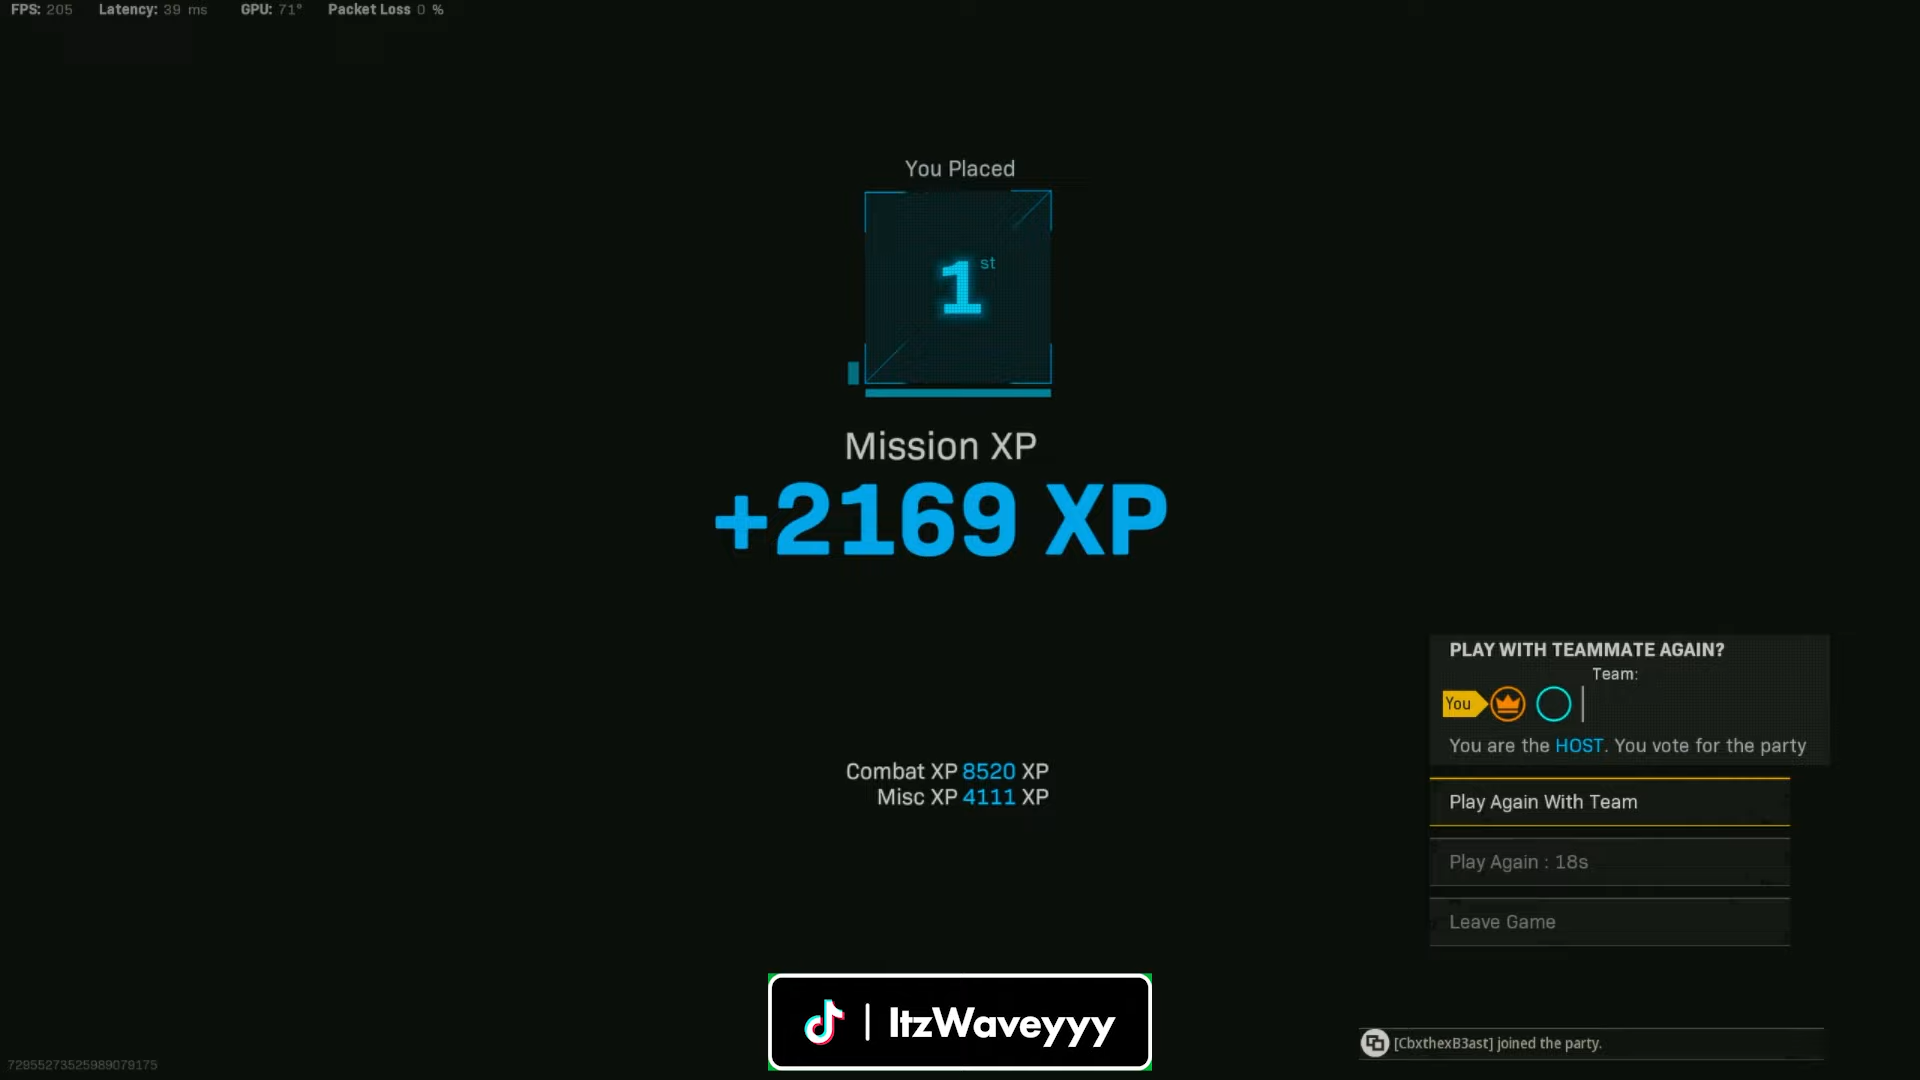 FPS: 205 Latency: 39 ms GPU: 71° Packet Loss 0 %
You Placed
1st
Mission XP
+2169 XP
Combat XP 8520 XP
Misc XP 4111 XP
PLAY WITH TEAMMATE AGAIN?
Team:
You
You are the HOST. You vote for the party
Play Again With Team
Play Again : 18s
Leave Game
ItzWaveyyy
[CbxthexB3ast] joined the party.
72955273525989079175